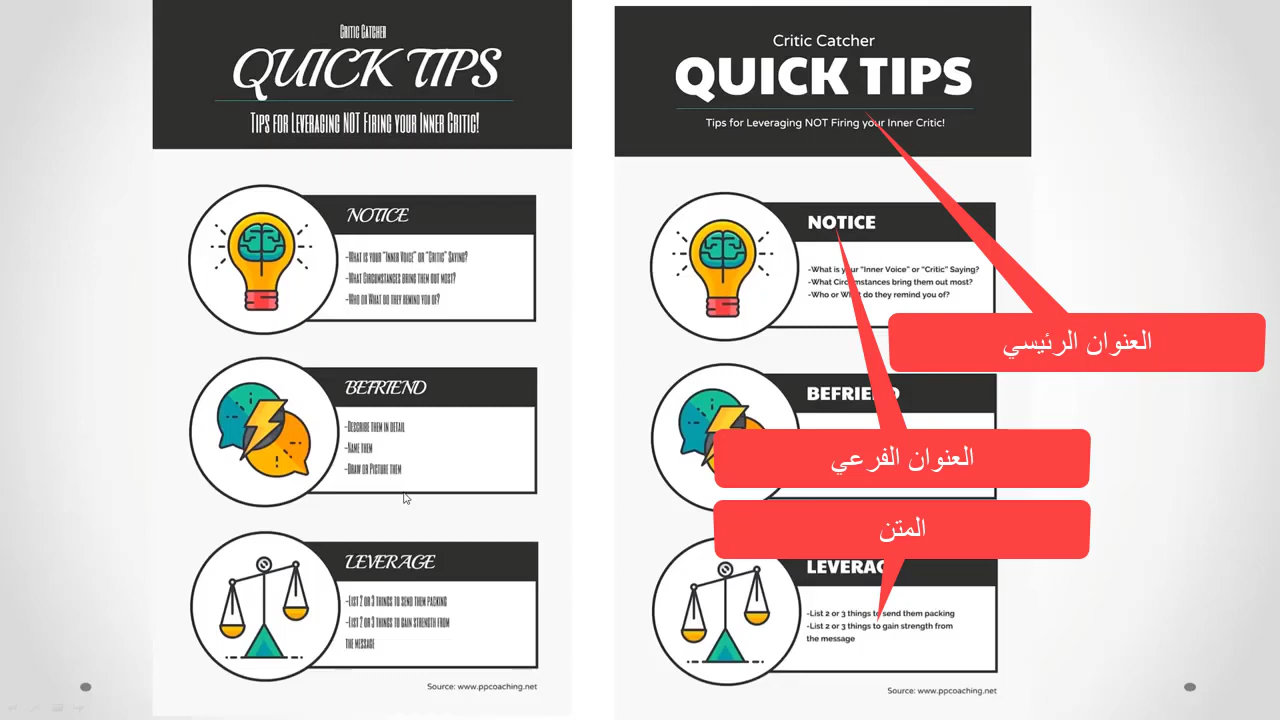 Critic Catcher
QUICK TIPS
Tips for Leveraging NOT Firing your Inner Critic!
NOTICE
-What is your "Inner Voice" or "Critic" Saying?
-What Circumstances bring them out most?
-Who or What do they remind you of?
BEFRIEND
-Describe them in detail
-Name them
-Draw or Picture them
LEVERAGE
-List 2 or 3 things to send them packing
-List 2 or 3 things to gain strength from
the message
Source: www.ppcoaching.net
Critic Catcher
QUICK TIPS
Tips for Leveraging NOT Firing your Inner Critic!
NOTICE
-What is your "Inner Voice" or "Critic" Saying?
-What Circumstances bring them out most?
-Who or What do they remind you of?
العنوان الرئيسي
BEFRIEND
العنوان الفرعي
المتن
LEVERAGE
-List 2 or 3 things to send them packing
-List 2 or 3 things to gain strength from
the message
Source: www.ppcoaching.net